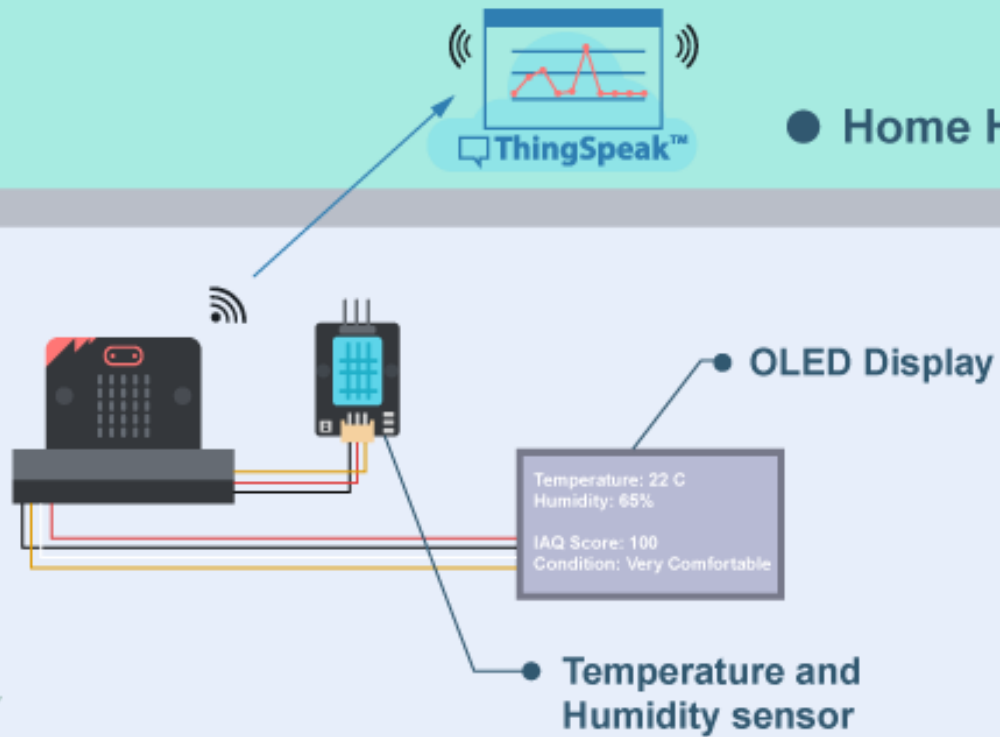 ThingSpeak™
Home H
OLED Display
Temperature: 22 C
Humidity: 65%
IAQ Score: 100
Condition: Very Comfortable
Temperature and
Humidity sensor